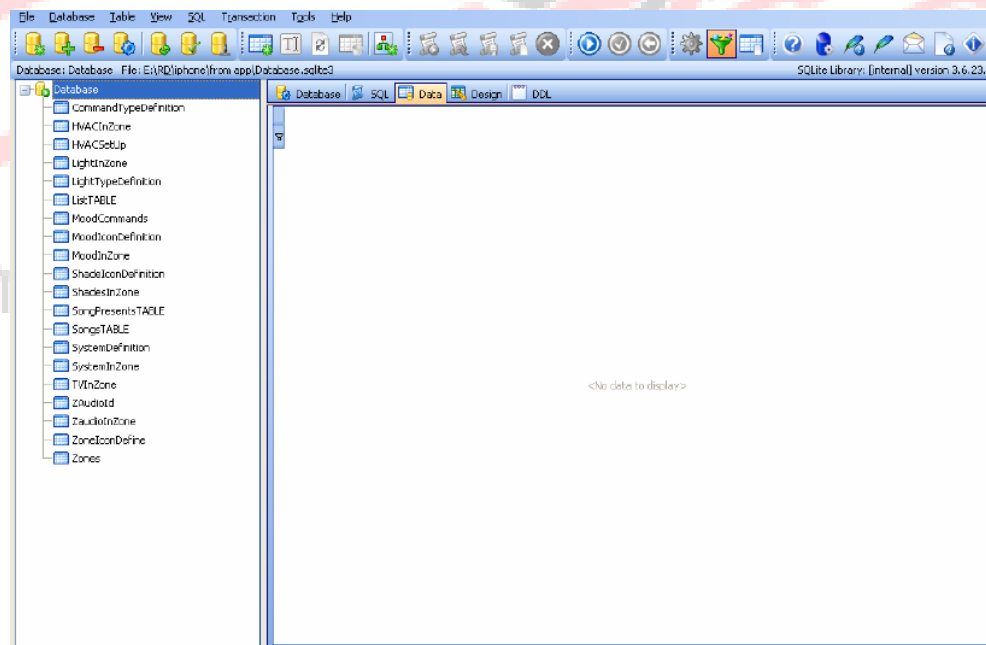 File Database Table View SQL Transaction Tools Help
Database: Database File: E:\RD\iphone\from app\Database.sqlite3 SQLite Library: [internal] version 3.6.23.
Database
CommandTypeDefinition
HVACInZone
HVACSetUp
LightInZone
LightTypeDefinition
ListTABLE
MoodCommands
MoodIconDefinition
MoodInZone
ShadeIconDefinition
ShadesInZone
SongPresentsTABLE
SongsTABLE
SystemDefinition
SystemInZone
TVInZone
ZAudioId
ZaudioInZone
ZoneIconDefine
Zones
Database SQL Data Design DDL
<No data to display>